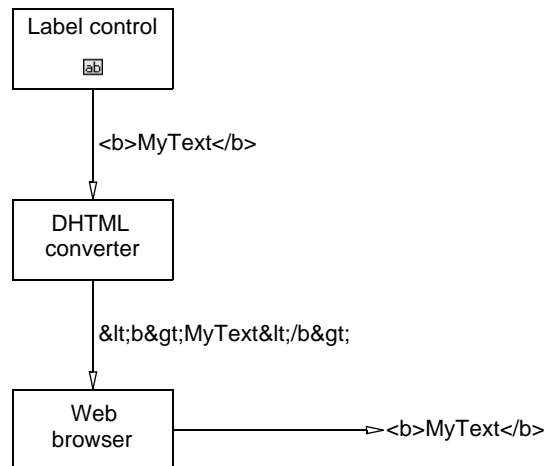 Label control
ab
<b>MyText</b>
DHTML
converter
&lt;b&gt;MyText&lt;/b&gt;
Web
browser
<b>MyText</b>